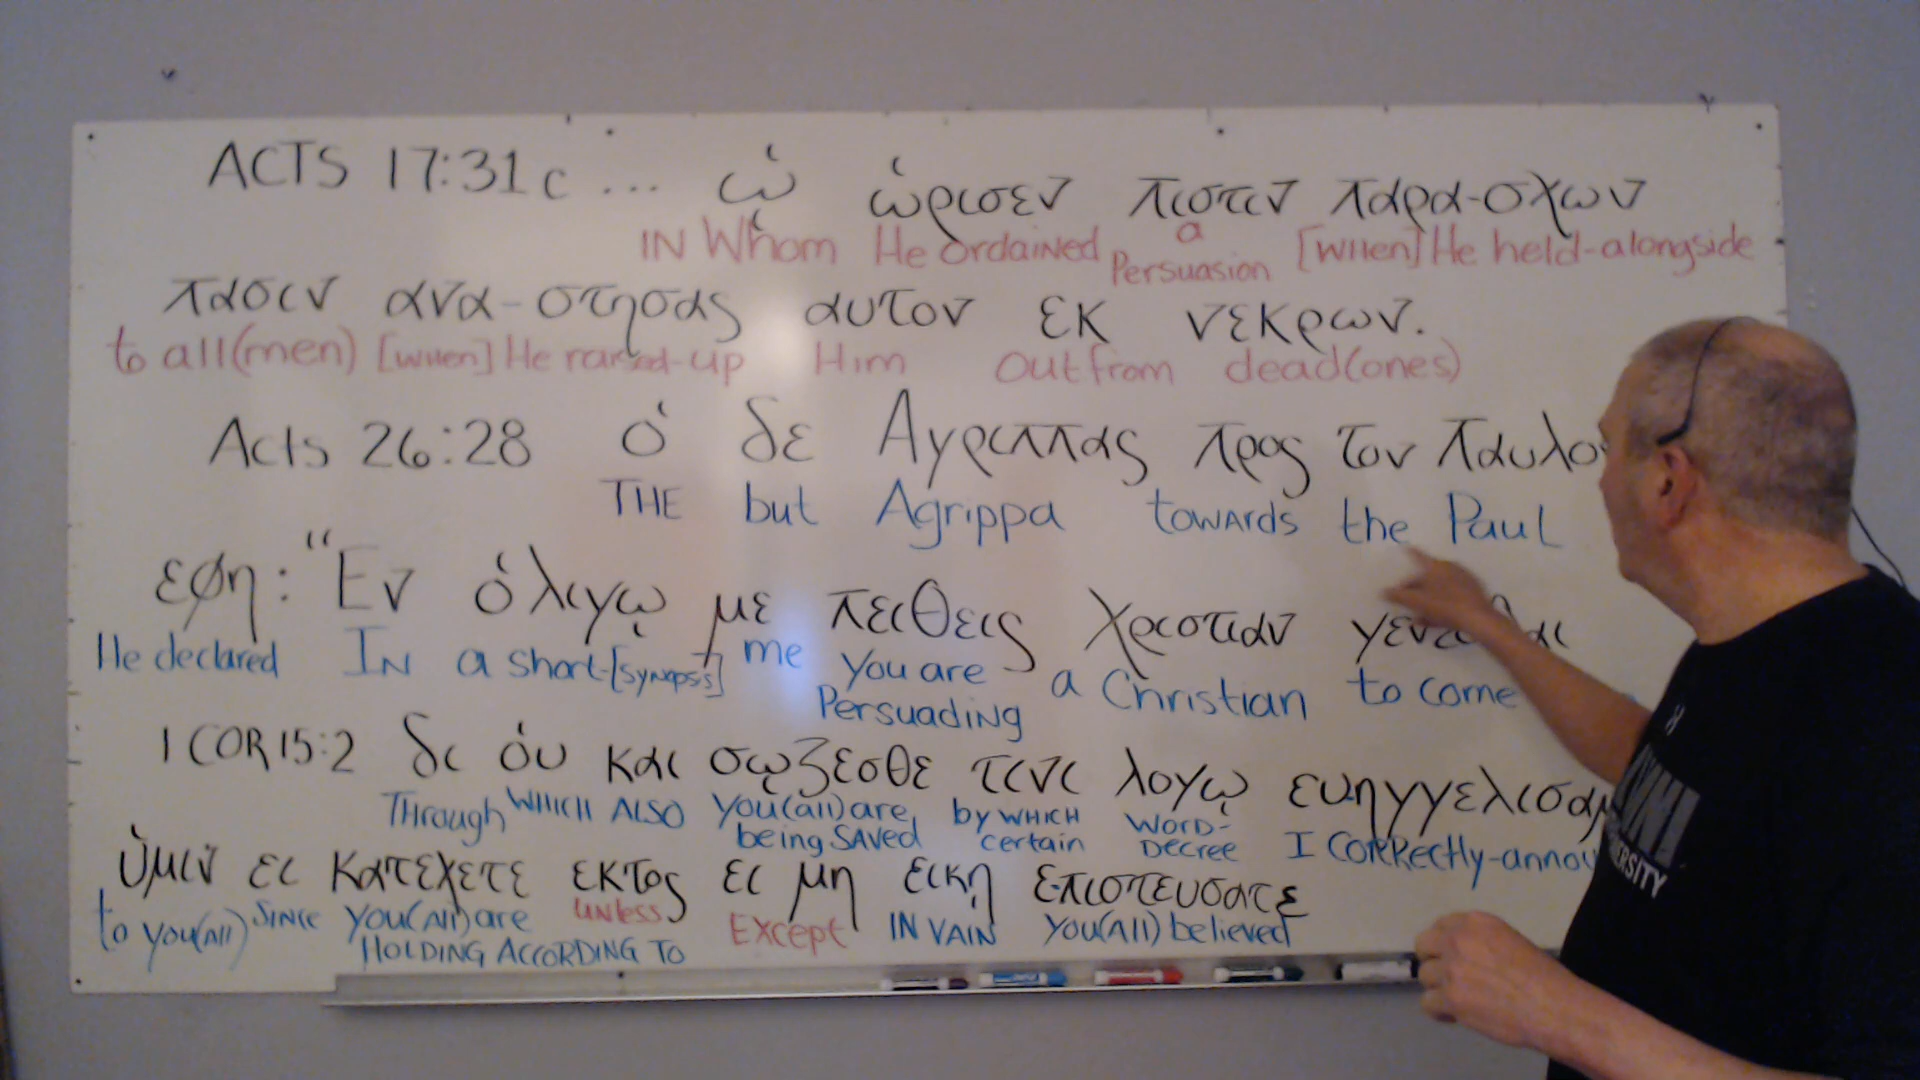 ACTS 17:31c ... ᾧ ὡρισεν πιστιν παρα-σχων
IN Whom He ordained a Persuasion [when] He held-alongside
πασιν ανα-στησας αυτον εκ νεκρων.
to all(men) [when] He raised-up Him out from dead(ones)
Acts 26:28 ὁ δε Αγριππας προς τον Παυλο
THE but Agrippa towards the Paul
εφη: "Εν ὀλιγῳ με πειθεις Χριστιαν
He declared IN a short-[synopsis] me you are Persuading a Christian to come
1 COR 15:2 δι ὁυ και σῳζεσθε τινι λογῳ ευηγγελισα
Through WHICH ALSO You(all) are being SAVED by WHICH certain WORD-DECREE I CORRECTLY-
ὑμιν ει κατεχετε εκτος ει μη εικη επιστευσατε
to you(all) SINCE YOU(All) are HOLDING ACCORDING TO UNless Except IN VAIN YOU(All) believed